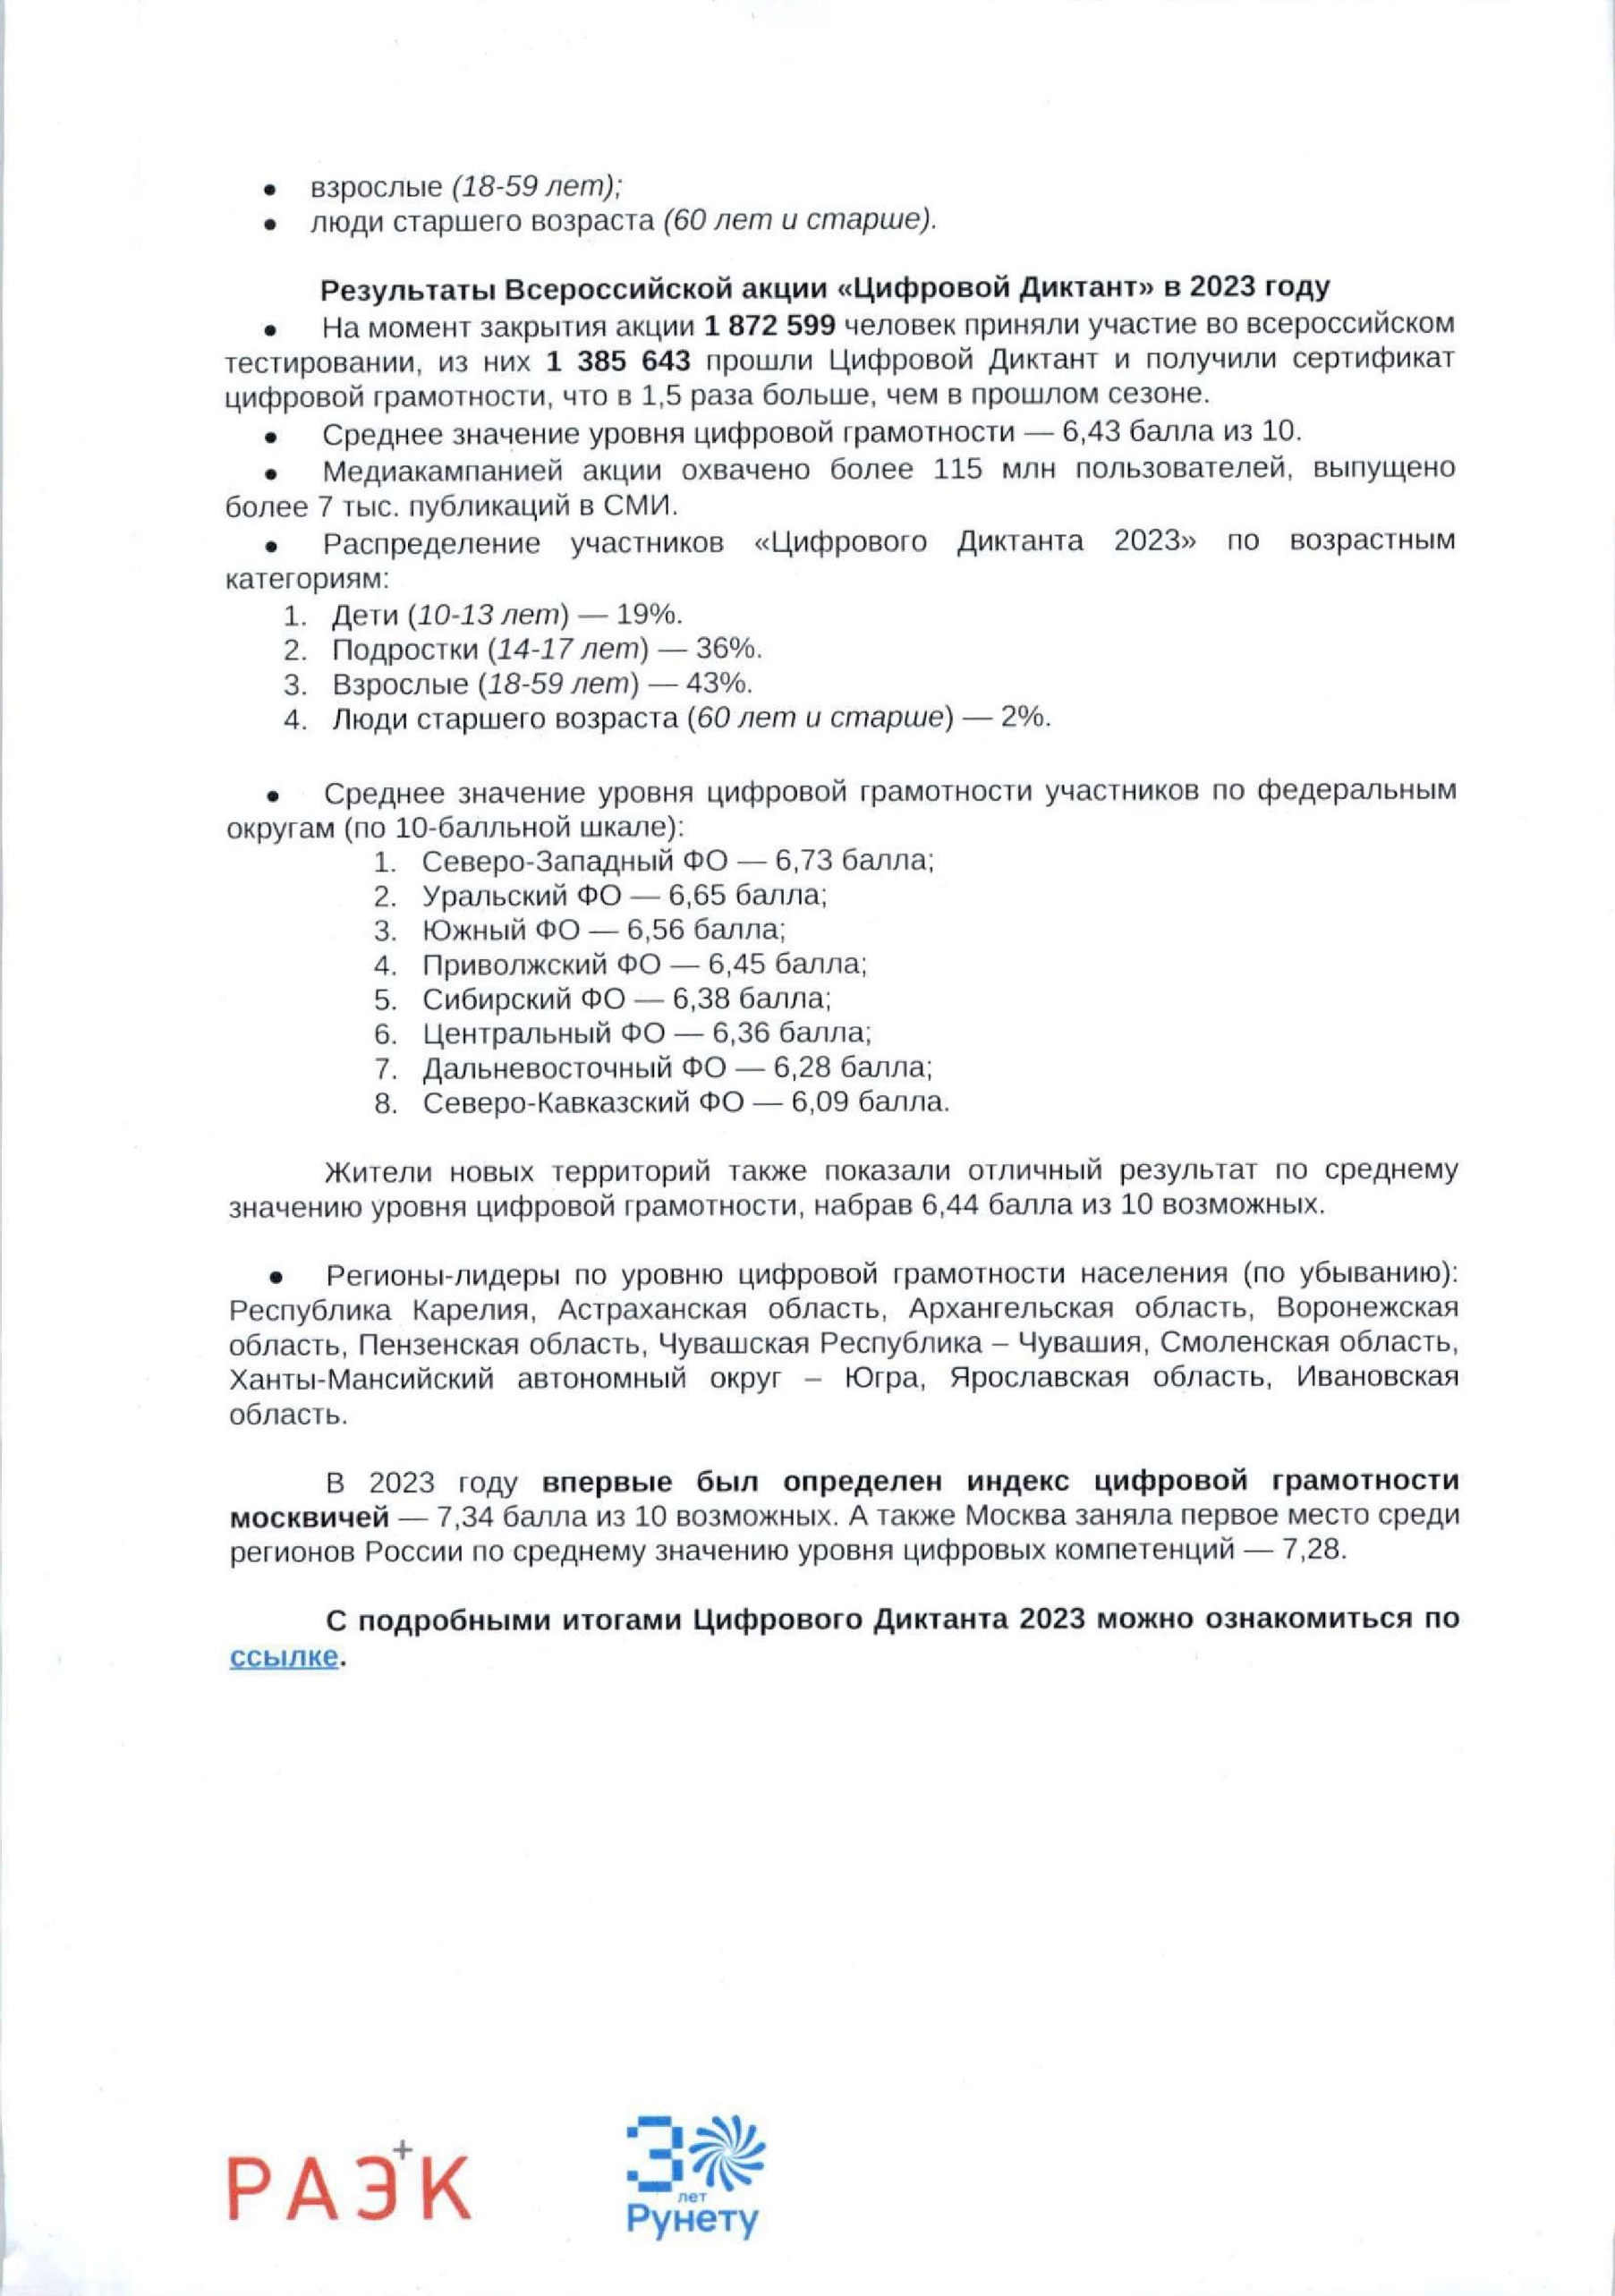 • взрослые (18-59 лет);
• люди старшего возраста (60 лет и старше).
Результаты Всероссийской акции «Цифровой Диктант» в 2023 году
• На момент закрытия акции 1 872 599 человек приняли участие во всероссийском
тестировании, из них 1 385 643 прошли Цифровой Диктант и получили сертификат
цифровой грамотности, что в 1,5 раза больше, чем в прошлом сезоне.
• Среднее значение уровня цифровой грамотности — 6,43 балла из 10.
• Медиакампанией акции охвачено более 115 млн пользователей, выпущено
более 7 тыс. публикаций в СМИ.
• Распределение участников «Цифрового Диктанта 2023» по возрастным
категориям:
1. Дети (10-13 лет) — 19%.
2. Подростки (14-17 лет) — 36%.
3. Взрослые (18-59 лет) — 43%.
4. Люди старшего возраста (60 лет и старше) — 2%.
• Среднее значение уровня цифровой грамотности участников по федеральным
округам (по 10-балльной шкале):
1. Северо-Западный ФО — 6,73 балла;
2. Уральский ФО — 6,65 балла;
3. Южный ФО — 6,56 балла;
4. Приволжский ФО — 6,45 балла;
5. Сибирский ФО — 6,38 балла;
6. Центральный ФО — 6,36 балла;
7. Дальневосточный ФО — 6,28 балла;
8. Северо-Кавказский ФО — 6,09 балла.
Жители новых территорий также показали отличный результат по среднему
значению уровня цифровой грамотности, набрав 6,44 балла из 10 возможных.
• Регионы-лидеры по уровню цифровой грамотности населения (по убыванию):
Республика Карелия, Астраханская область, Архангельская область, Воронежская
область, Пензенская область, Чувашская Республика – Чувашия, Смоленская область,
Ханты-Мансийский автономный округ – Югра, Ярославская область, Ивановская
область.
В 2023 году впервые был определен индекс цифровой грамотности
москвичей — 7,34 балла из 10 возможных. А также Москва заняла первое место среди
регионов России по среднему значению уровня цифровых компетенций — 7,28.
С подробными итогами Цифрового Диктанта 2023 можно ознакомиться по
ссылке.
РАЭК+
30
лет
Рунету